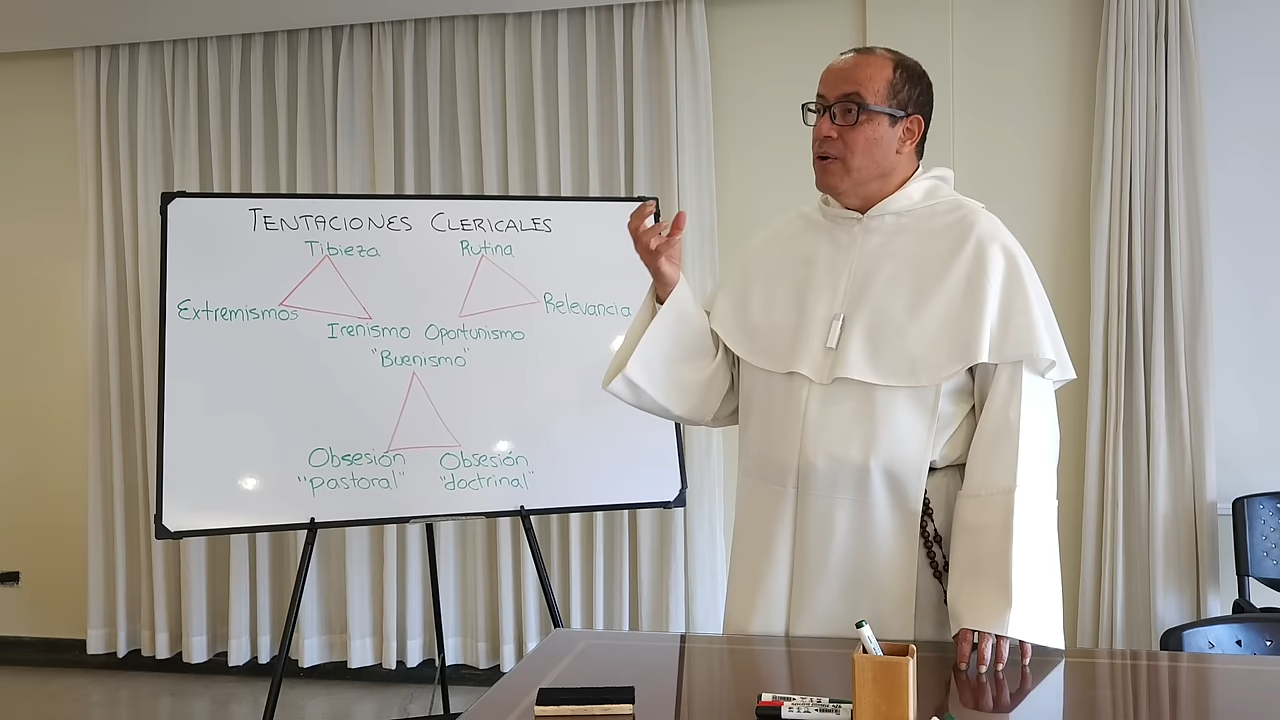 TENTACIONES CLERICALES
Tibieza
Rutina
Extremismos
Relevancia
Irenismo
Oportunismo
"Buenismo"
Obsesión
"pastoral"
Obsesión
"doctrinal"